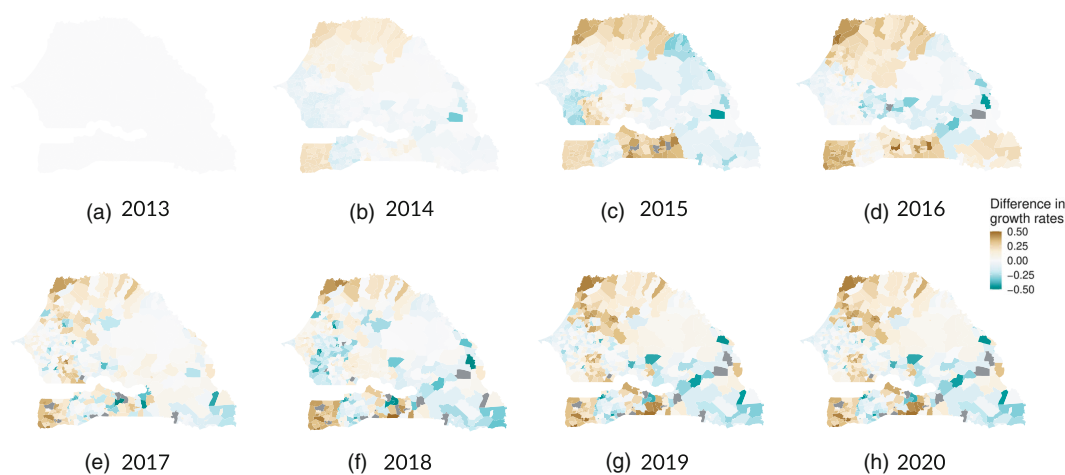 (a) 2013
(b) 2014
(c) 2015
(d) 2016
Difference in
growth rates
0.50
0.25
0.00
−0.25
−0.50
(e) 2017
(f) 2018
(g) 2019
(h) 2020